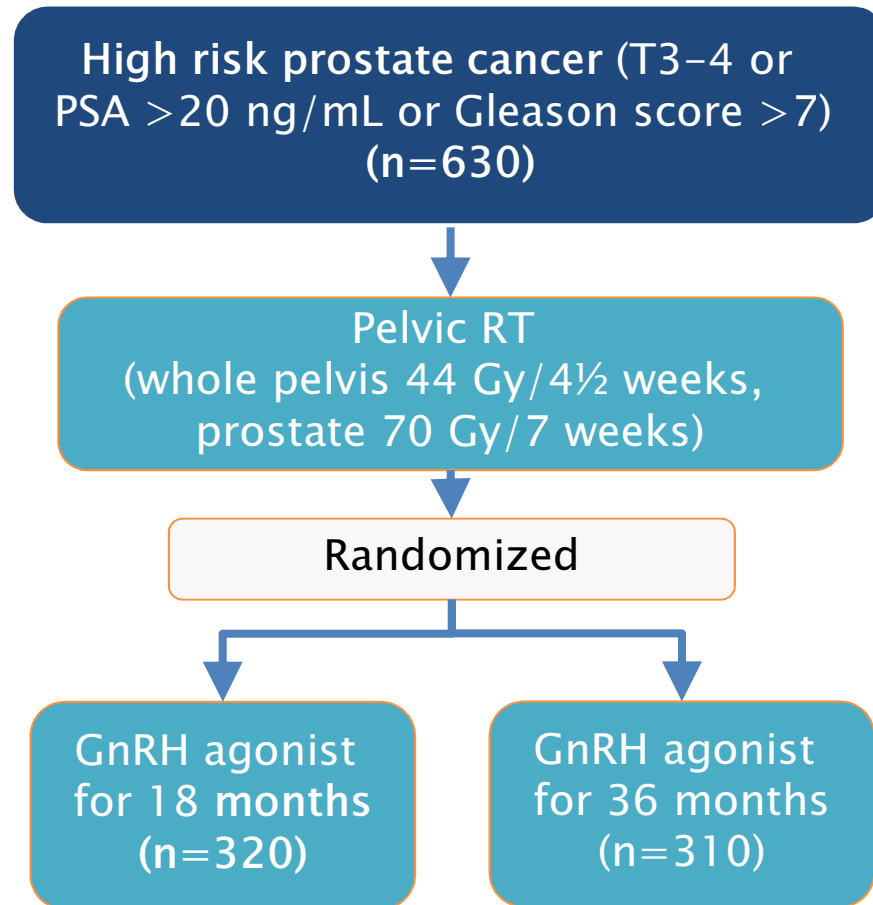 High risk prostate cancer (T3–4 or
PSA >20 ng/mL or Gleason score >7)
(n=630)
Pelvic RT
(whole pelvis 44 Gy/4½ weeks,
prostate 70 Gy/7 weeks)
Randomized
GnRH agonist
for 18 months
(n=320)
GnRH agonist
for 36 months
(n=310)